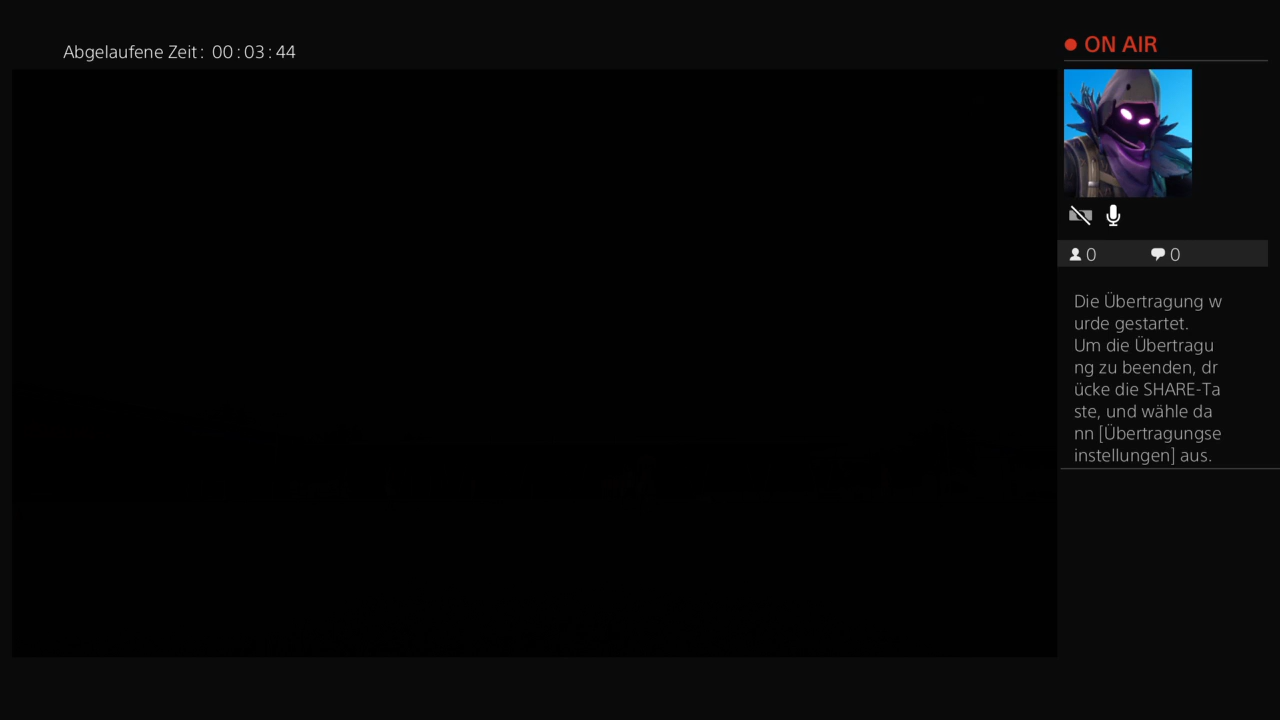 Abgelaufene Zeit: 00:03:44
ON AIR
0 0
Die Übertragung w
urde gestartet.
Um die Übertragu
ng zu beenden, dr
ücke die SHARE-Ta
ste, und wähle da
nn [Übertragungse
instellungen] aus.